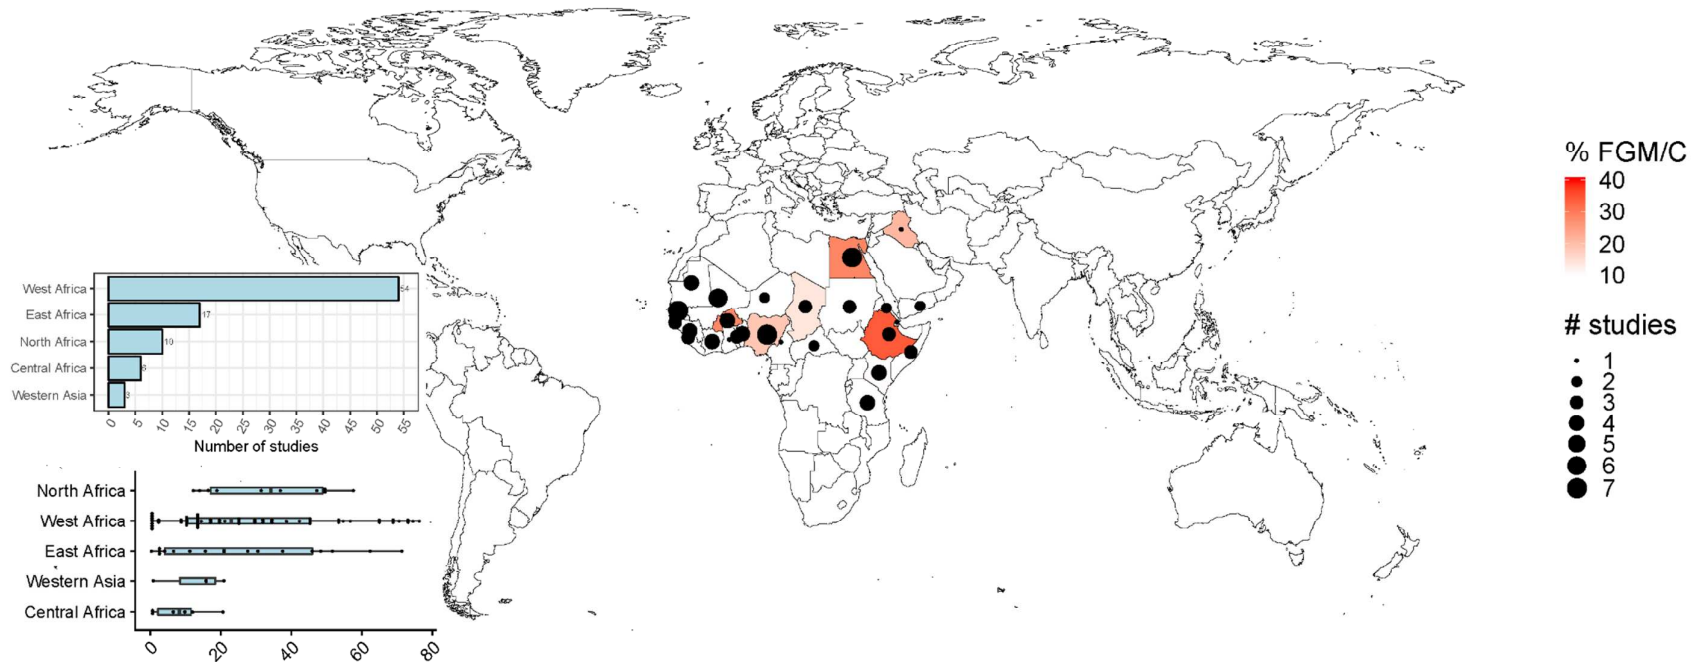 % FGM/C
40
30
20
10
# studies
1
2
3
4
5
6
7
West Africa 54
East Africa 17
North Africa 10
Central Africa 6
Western Asia 3
0 5 10 15 20 25 30 35 40 45 50 55
Number of studies
North Africa
West Africa
East Africa
Western Asia
Central Africa
0 20 40 60 80